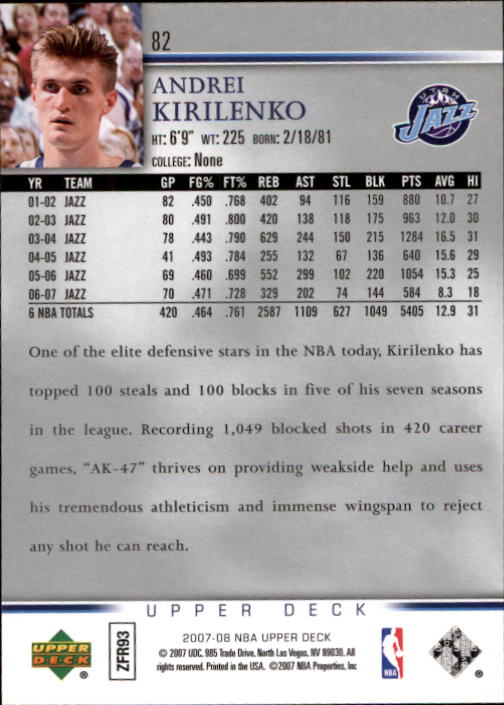 82
ANDREI
KIRILENKO
HT: 6'9" WT: 225 BORN: 2/18/81
COLLEGE: None
UTAH
JAZZ
YR TEAM GP FG% FT% REB AST STL BLK PTS AVG HI
01-02 JAZZ 82 .450 .768 402 94 116 159 880 10.7 27
02-03 JAZZ 80 .491 .800 420 138 118 175 963 12.0 30
03-04 JAZZ 78 .443 .790 629 244 150 215 1284 16.5 31
04-05 JAZZ 41 .493 .784 255 132 67 136 640 15.6 29
05-06 JAZZ 69 .460 .699 552 299 102 220 1054 15.3 25
06-07 JAZZ 70 .471 .728 329 202 74 144 584 8.3 18
6 NBA TOTALS 420 .464 .761 2587 1109 627 1049 5405 12.9 31
One of the elite defensive stars in the NBA today, Kirilenko has
topped 100 steals and 100 blocks in five of his seven seasons
in the league. Recording 1,049 blocked shots in 420 career
games, "AK-47" thrives on providing weakside help and uses
his tremendous athleticism and immense wingspan to reject
any shot he can reach.
UPPER DECK
2007-08 NBA UPPER DECK
© 2007 UDC. 985 Trade Drive, North Las Vegas, NV 89030. All
rights reserved. Printed in the USA. ©2007 NBA Properties, Inc
UPPER
DECK
®
ZFR93
NBA
®